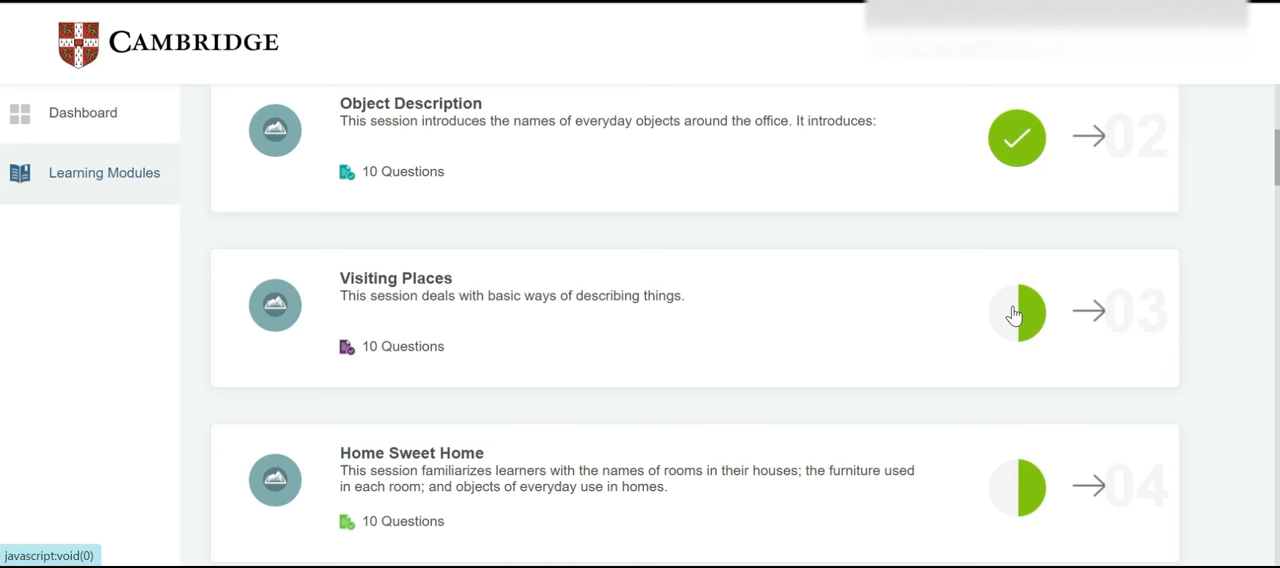 CAMBRIDGE
Dashboard
Learning Modules
Object Description
This session introduces the names of everyday objects around the office. It introduces:
10 Questions
02
Visiting Places
This session deals with basic ways of describing things.
10 Questions
03
Home Sweet Home
This session familiarizes learners with the names of rooms in their houses; the furniture used
in each room; and objects of everyday use in homes.
10 Questions
04
javascript:void(0)